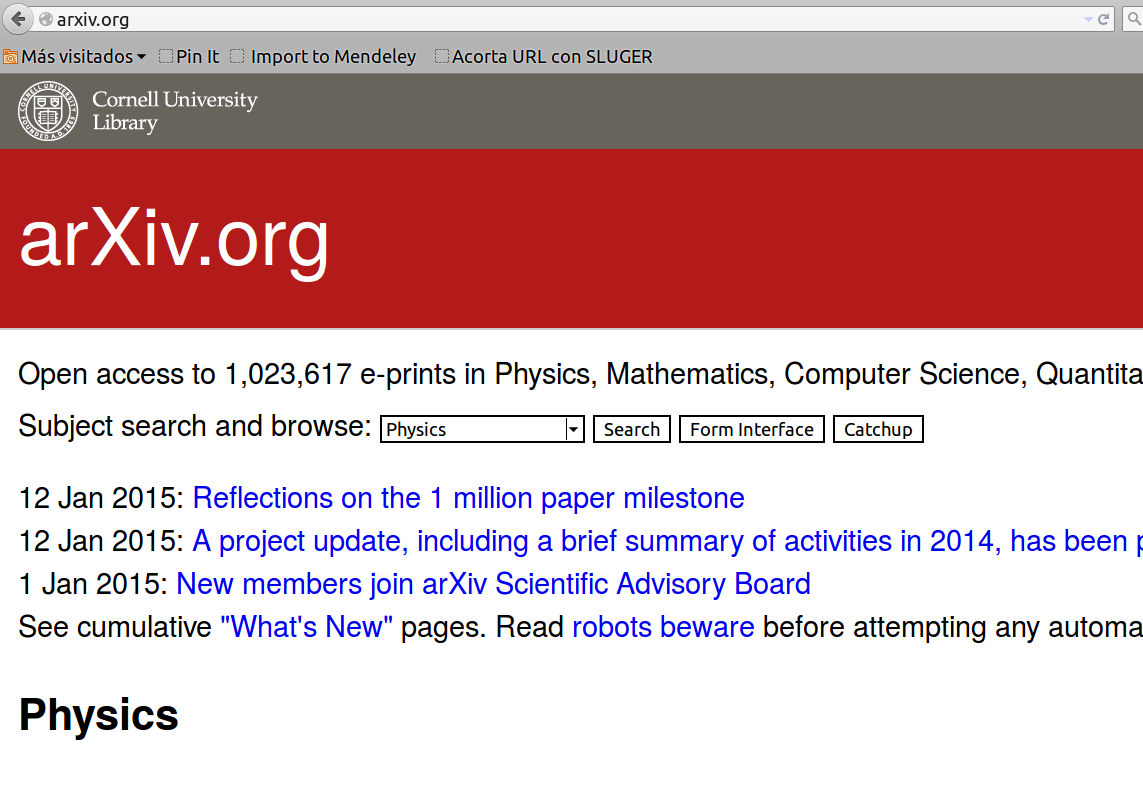 arxiv.org
Más visitados Pin It Import to Mendeley Acorta URL con SLUGER
CORNELL UNIVERSITY FOUNDED A.D. 1865
Cornell University
Library
arXiv.org
Open access to 1,023,617 e-prints in Physics, Mathematics, Computer Science, Quantita
Subject search and browse: Physics Search Form Interface Catchup
12 Jan 2015: Reflections on the 1 million paper milestone
12 Jan 2015: A project update, including a brief summary of activities in 2014, has been p
1 Jan 2015: New members join arXiv Scientific Advisory Board
See cumulative "What's New" pages. Read robots beware before attempting any automa
Physics